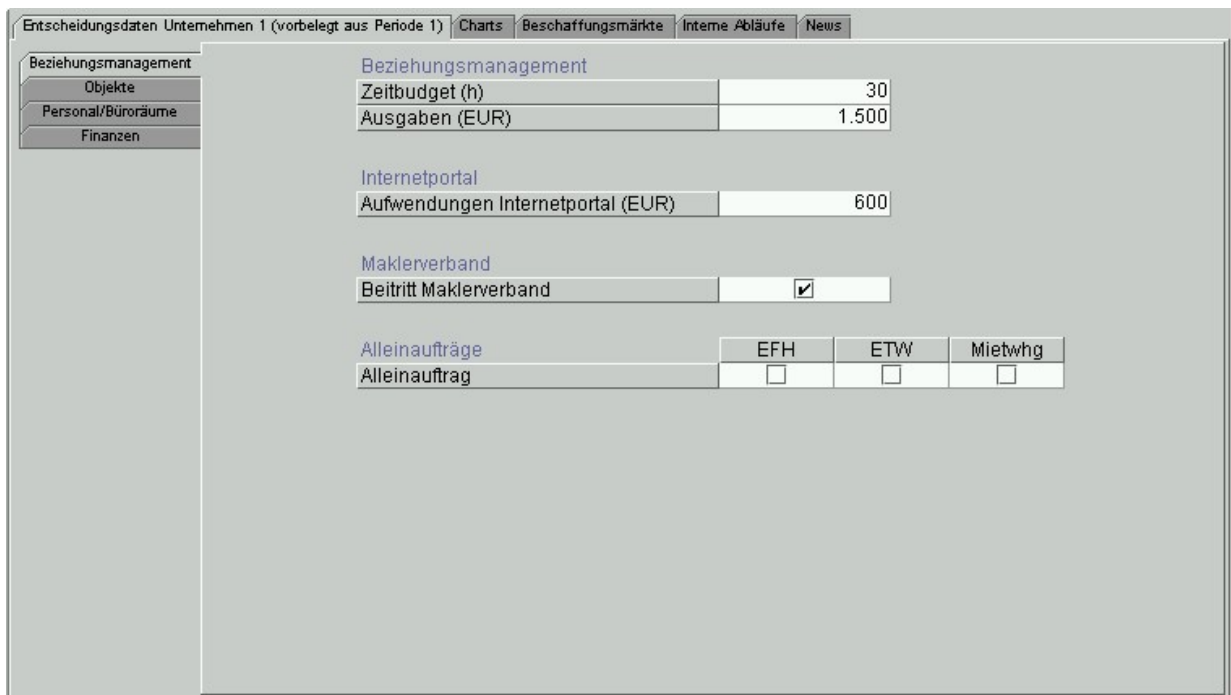 Entscheidungsdaten Unternehmen 1 (vorbelegt aus Periode 1) Charts Beschaffungsmärkte Interne Abläufe News
Beziehungsmanagement
Objekte
Personal/Büroräume
Finanzen
Beziehungsmanagement
Zeitbudget (h) 30
Ausgaben (EUR) 1.500
Internetportal
Aufwendungen Internetportal (EUR) 600
Maklerverband
Beitritt Maklerverband
Alleinaufträge EFH ETW Mietwhg
Alleinauftrag